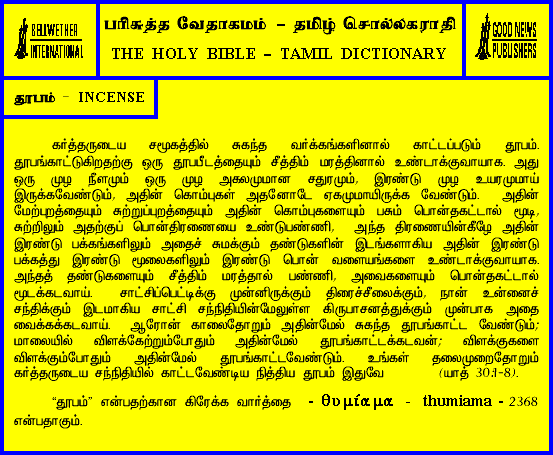 BELLWETHER
INTERNATIONAL
பரிசுத்த வேதாகமம் - தமிழ் சொல்லகராதி
THE HOLY BIBLE - TAMIL DICTIONARY
GOOD NEWS
PUBLISHERS
தூபம் - INCENSE
கர்த்தருடைய சமூகத்தில் சுகந்த வர்க்கங்களினால் காட்டப்படும் தூபம்.
தூபங்காட்டுகிறதற்கு ஒரு தூபபீடத்தையும் சீத்திம் மரத்தினால் உண்டாக்குவாயாக. அது
ஒரு முழ நீளமும் ஒரு முழ அகலமுமான சதுரமும், இரண்டு முழ உயரமுமாய்
இருக்கவேண்டும், அதின் கொம்புகள் அதனோடே ஏகமுமாயிருக்க வேண்டும். அதின்
மேற்புறத்தையும் சுற்றுப்புறத்தையும் அதின் கொம்புகளையும் பசும் பொன்தகட்டால் மூடி,
சுற்றிலும் அதற்குப் பொன்திரணையை உண்டுபண்ணி, அந்த திரணையின்கீழே அதின்
இரண்டு பக்கங்களிலும் அதைச் சுமக்கும் தண்டுகளின் இடங்களாகிய அதின் இரண்டு
பக்கத்து இரண்டு மூலைகளிலும் இரண்டு பொன் வளையங்களை உண்டாக்குவாயாக.
அந்தத் தண்டுகளையும் சீத்திம் மரத்தால் பண்ணி, அவைகளையும் பொன்தகட்டால்
மூடக்கடவாய். சாட்சிப்பெட்டிக்கு முன்னிருக்கும் திரைச்சீலைக்கும், நான் உன்னைச்
சந்திக்கும் இடமாகிய சாட்சி சந்நிதியின்மேலுள்ள கிருபாசனத்துக்கும் முன்பாக அதை
வைக்கக்கடவாய். ஆரோன் காலைதோறும் அதின்மேல் சுகந்த தூபங்காட்ட வேண்டும்;
மாலையில் விளக்கேற்றும்போதும் அதின்மேல் தூபங்காட்டக்கடவன்; விளக்குகளை
விளக்கும்போதும் அதின்மேல் தூபங்காட்டவேண்டும். உங்கள் தலைமுறைதோறும்
கர்த்தருடைய சந்நிதியில் காட்டவேண்டிய நித்திய தூபம் இதுவே (யாத் 30:1-8).
"தூபம்" என்பதற்கான கிரேக்க வார்த்தை - θυμίαμα - thumiama - 2368
என்பதாகும்.